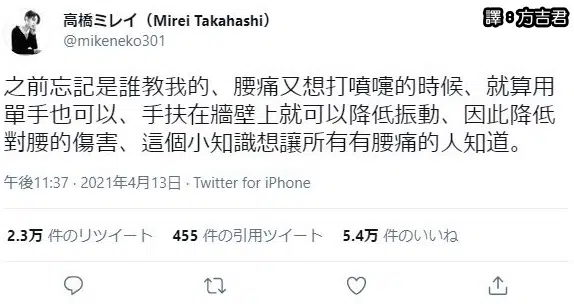 高橋ミレイ（Mirei Takahashi）
譯：方吉君
@mikeneko301
之前忘記是誰教我的、腰痛又想打噴嚏的時候、就算用
單手也可以、手扶在牆壁上就可以降低振動、因此降低
對腰的傷害、這個小知識想讓所有有腰痛的人知道。
午後11:37 · 2021年4月13日 · Twitter for iPhone
2.3万 件のリツイート 455 件の引用ツイート 5.4万 件のいいね